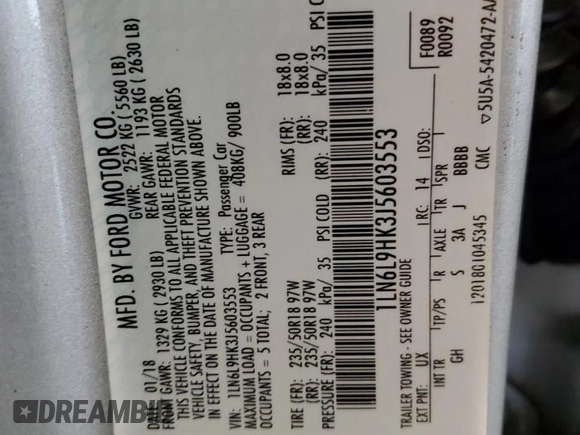 MFD. BY FORD MOTOR CO.
DATE: 01/18 GVWR: 2522 KG ( 5560 LB)
FRONT GAWR: 1329 KG (2930 LB) REAR GAWR: 1193 KG ( 2630 LB)
THIS VEHICLE CONFORMS TO ALL APPLICABLE FEDERAL MOTOR
VEHICLE SAFETY, BUMPER, AND THEFT PREVENTION STANDARDS
IN EFFECT ON THE DATE OF MANUFACTURE SHOWN ABOVE.
VIN: 1LN6L9HK3J5603553 TYPE: Passenger Car
MAXIMUM LOAD = OCCUPANTS + LUGGAGE = 408KG/ 900LB
OCCUPANTS = 5 TOTAL; 2 FRONT, 3 REAR
TIRE (FR): 235/50R18 97W RIMS (FR): 18x8.0
(RR): 235/50R18 97W (RR): 18x8.0
PRESSURE (FR): 240 kPa/ 35 PSI COLD (RR): 240 kPa/ 35 PSI
1LN6L9HK3J5603553
F0089
R0092
TRAILER TOWING - SEE OWNER GUIDE
EXT PNT: UX RC: 14 DSO:
INT TR TP/PS R AXLE TR SPR
GH S 3A J BBBB
1201801045345 CMC ▽5U5A-5420472-AA
DREAMBID